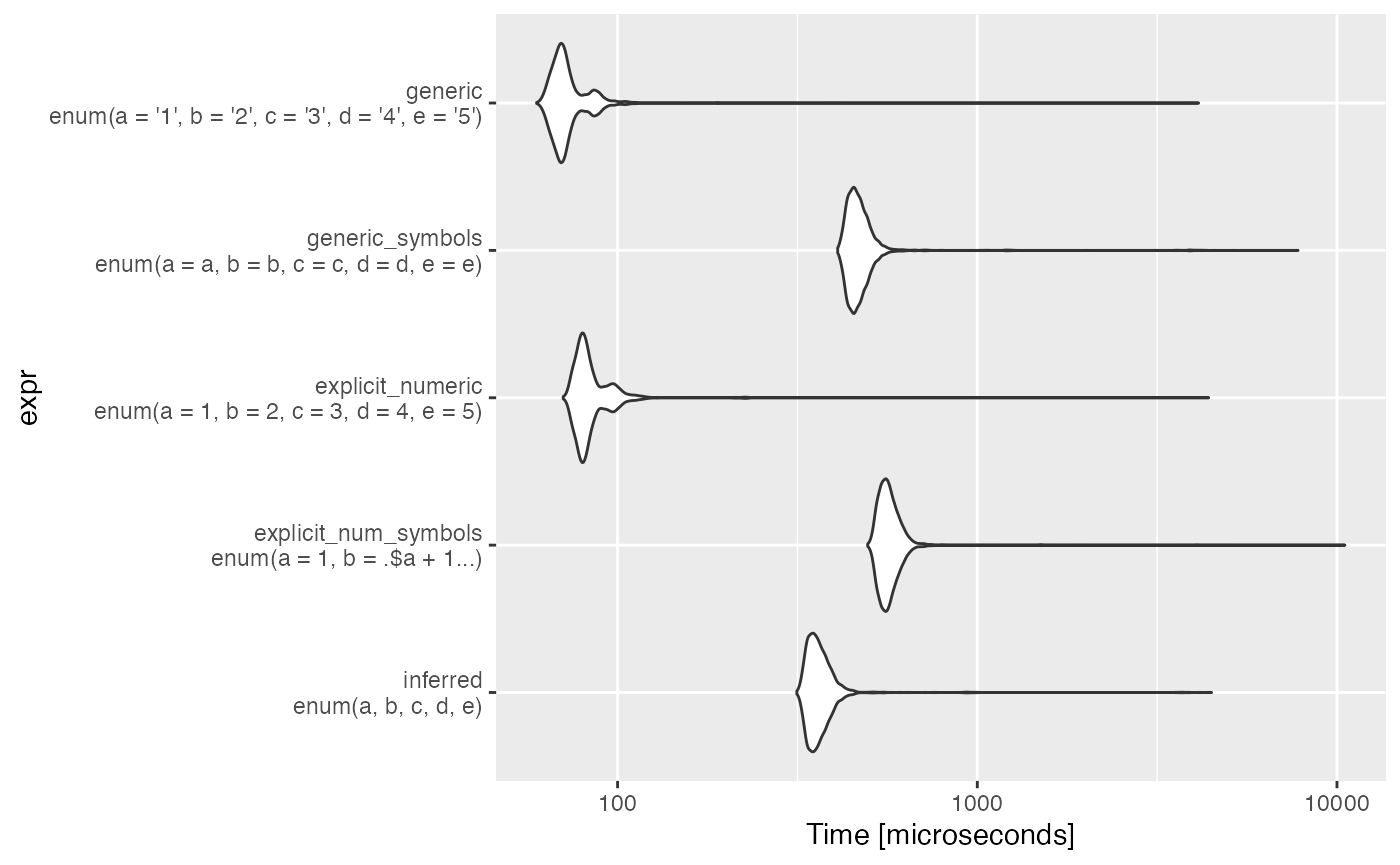 generic
enum(a = '1', b = '2', c = '3', d = '4', e = '5')
generic_symbols
enum(a = a, b = b, c = c, d = d, e = e)
explicit_numeric
enum(a = 1, b = 2, c = 3, d = 4, e = 5)
explicit_num_symbols
enum(a = 1, b = .$a + 1...)
inferred
enum(a, b, c, d, e)
expr
100
1000
10000
Time [microseconds]